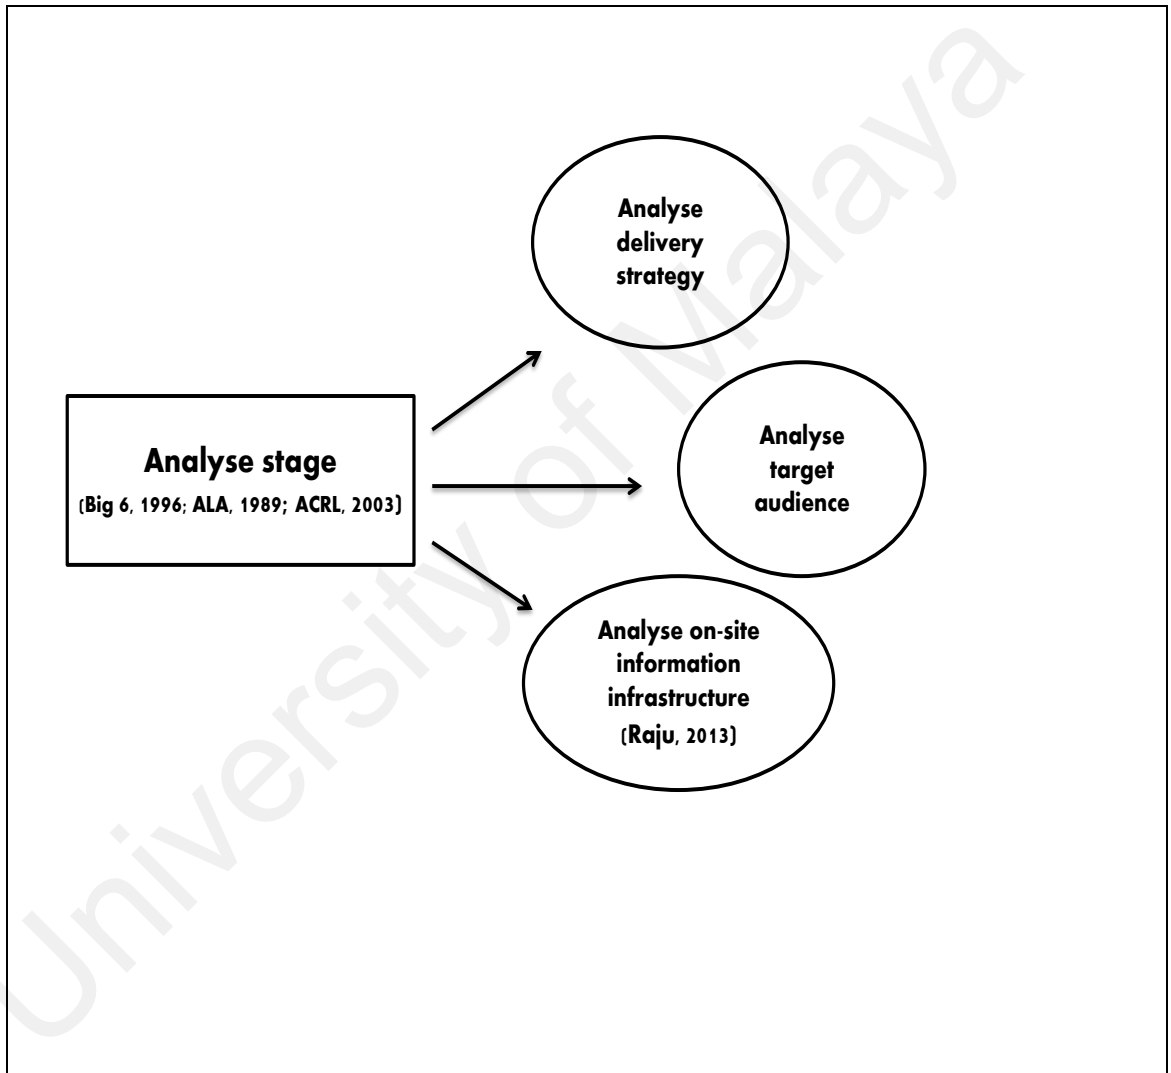 Analyse
delivery
strategy
Analyse stage
(Big 6, 1996; ALA, 1989; ACRL, 2003)
Analyse
target
audience
Analyse on-site
information
infrastructure
(Raju, 2013)
University of Malaya